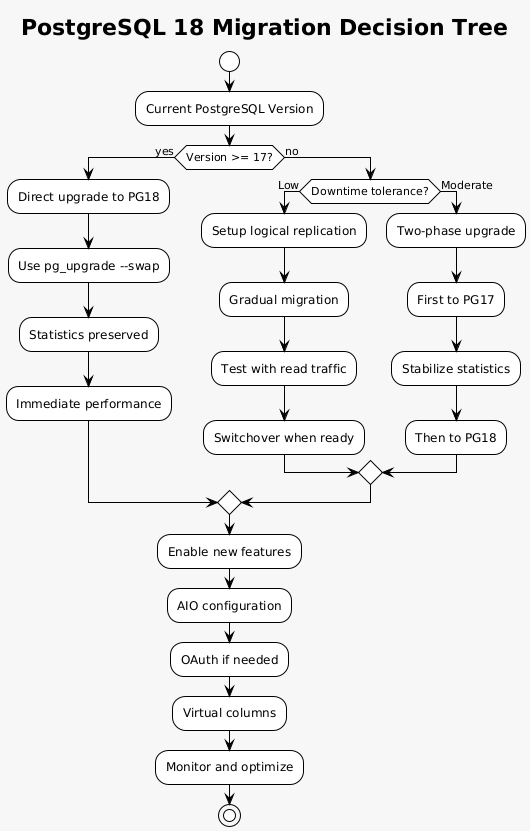 PostgreSQL 18 Migration Decision Tree
Current PostgreSQL Version
yes
Version >= 17?
no
Direct upgrade to PG18
Use pg_upgrade --swap
Statistics preserved
Immediate performance
Low
Downtime tolerance?
Moderate
Setup logical replication
Gradual migration
Test with read traffic
Switchover when ready
Two-phase upgrade
First to PG17
Stabilize statistics
Then to PG18
Enable new features
AIO configuration
OAuth if needed
Virtual columns
Monitor and optimize